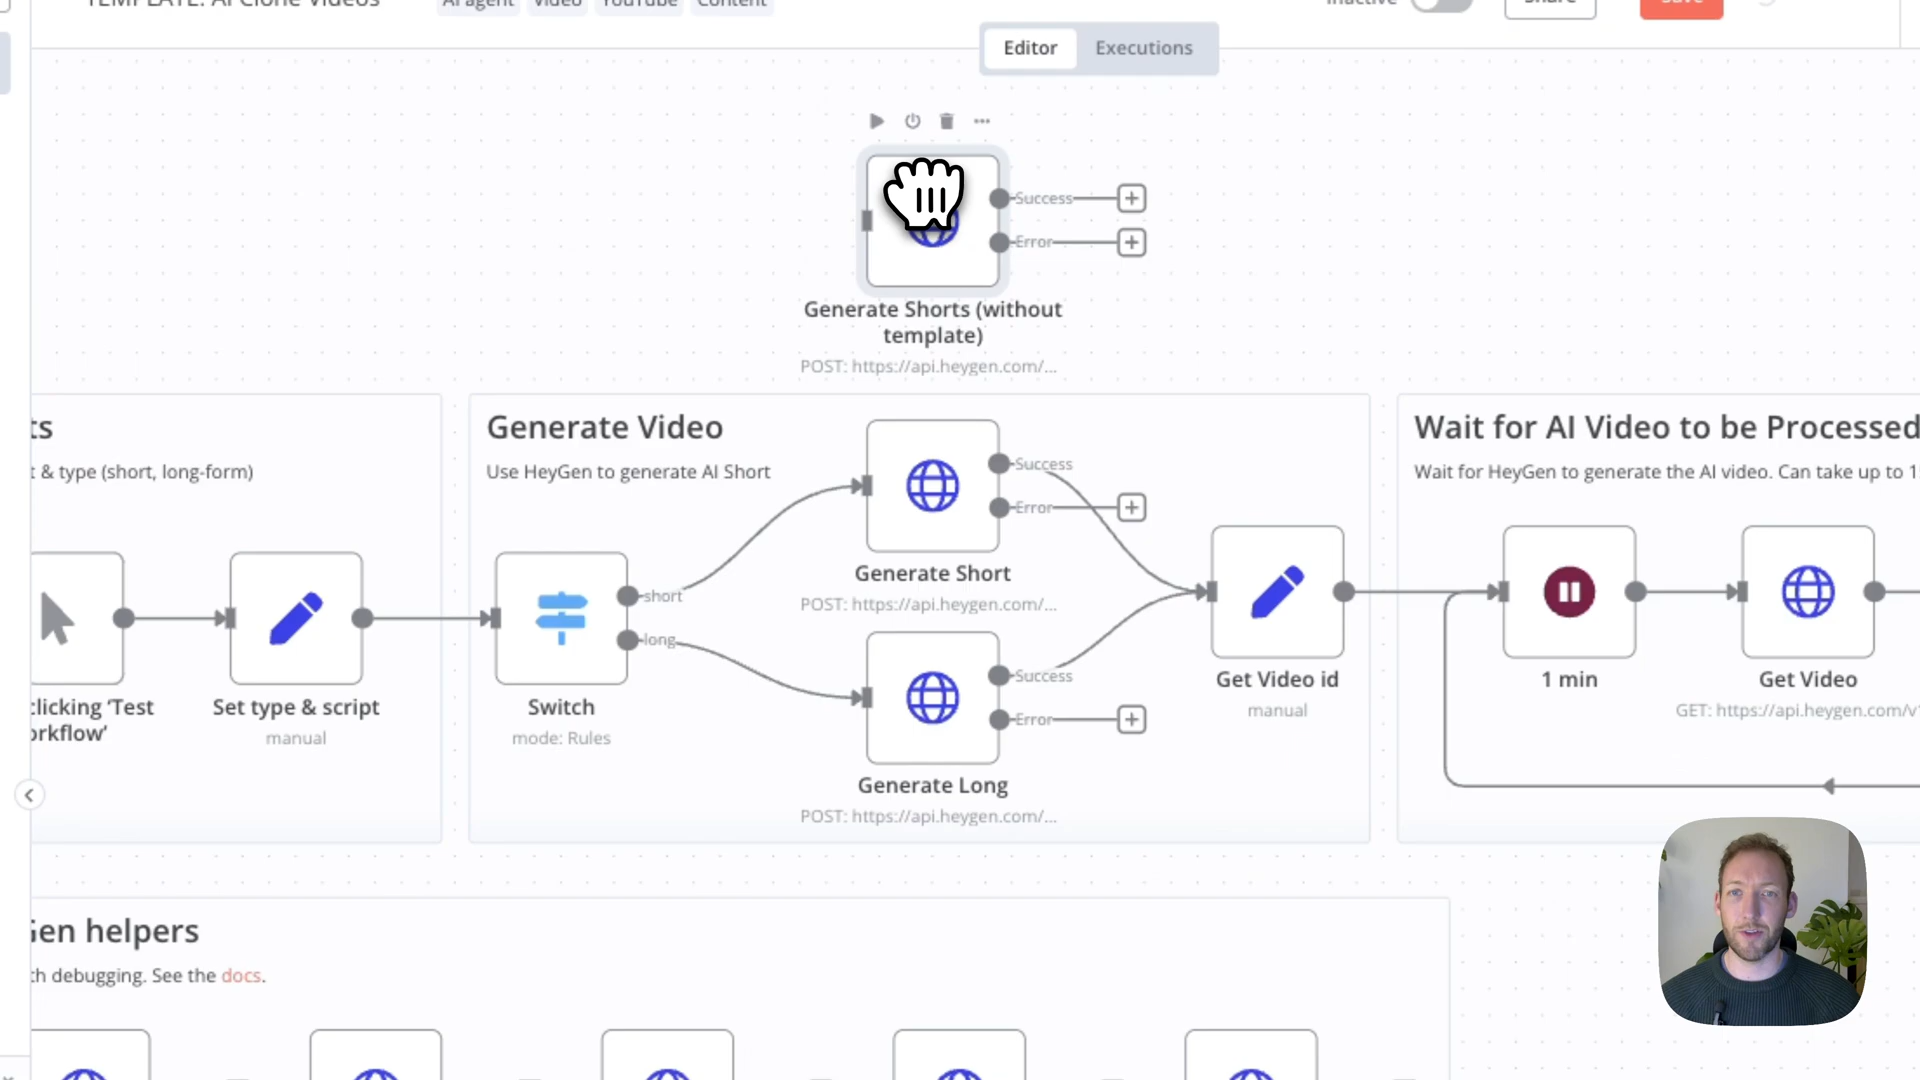 TEMPLATE: AI Clone Videos
AI agent
Video
YouTube
Content
Inactive
Share
Save
Editor
Executions
Success
Error
Generate Shorts (without
template)
POST: https://api.heygen.com/...
ts
t & type (short, long-form)
Generate Video
Use HeyGen to generate AI Short
Wait for AI Video to be Processed
Wait for HeyGen to generate the AI video. Can take up to 1
Success
Error
Generate Short
POST: https://api.heygen.com/...
short
long
Success
Error
clicking ‘Test
orkflow’
Set type & script
manual
Switch
mode: Rules
Generate Long
POST: https://api.heygen.com/...
Get Video id
manual
1 min
Get Video
GET: https://api.heygen.com/v
Gen helpers
th debugging. See the docs.